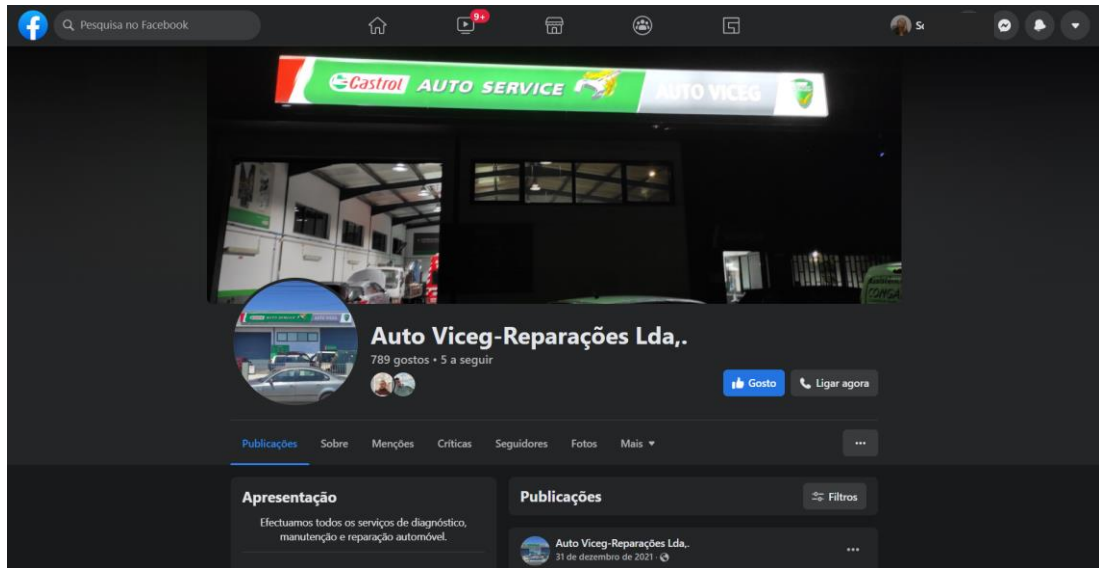 Pesquisa no Facebook
9+
Castrol AUTO SERVICE AUTO VICEG
Auto Viceg-Reparações Lda,.
789 gostos • 5 a seguir
Gosto
Ligar agora
Publicações Sobre Menções Críticas Seguidores Fotos Mais
Apresentação
Efectuamos todos os serviços de diagnóstico,
manutenção e reparação automóvel.
Publicações
Filtros
Auto Viceg-Reparações Lda,.
31 de dezembro de 2021